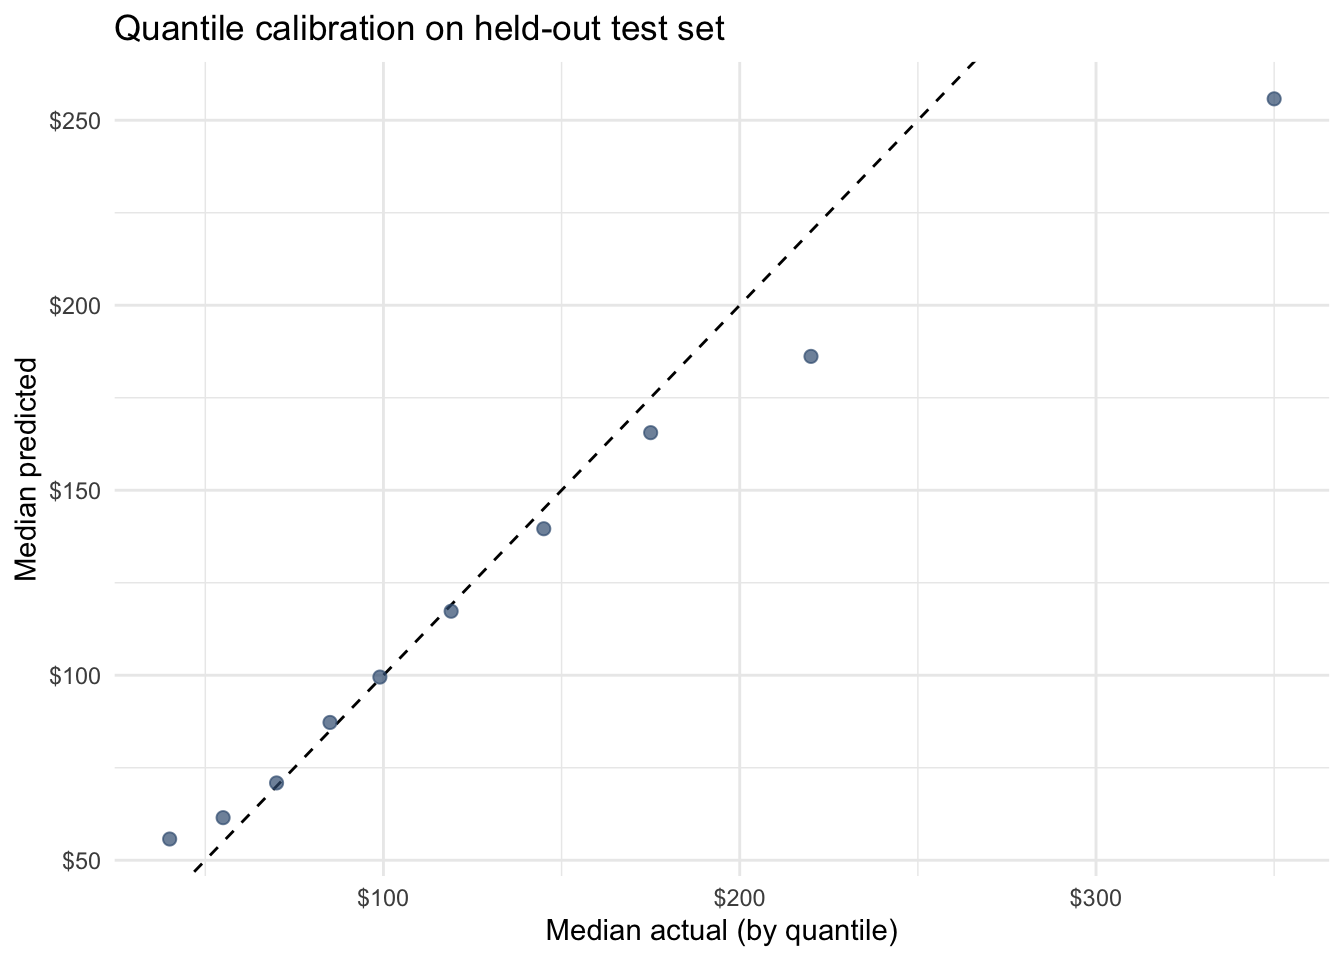 Quantile calibration on held-out test set
$250
$200
$150
$100
$50
Median predicted
$100
$200
$300
Median actual (by quantile)